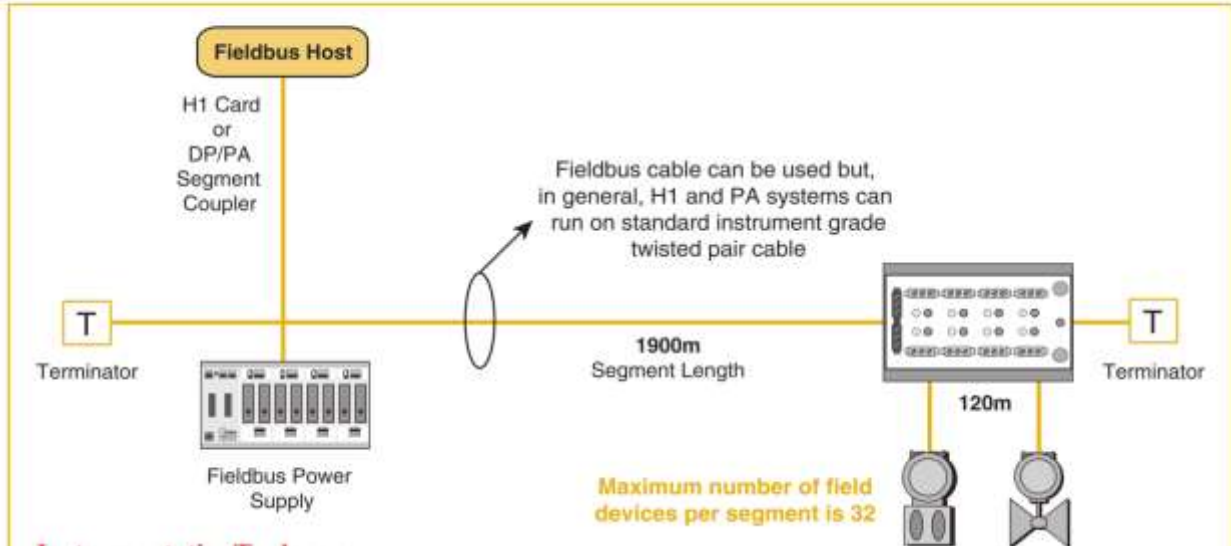 Fieldbus Host
H1 Card
or
DP/PA
Segment
Coupler
Fieldbus cable can be used but,
in general, H1 and PA systems can
run on standard instrument grade
twisted pair cable
T
Terminator
1900m
Segment Length
T
Terminator
120m
Fieldbus Power
Supply
Maximum number of field
devices per segment is 32